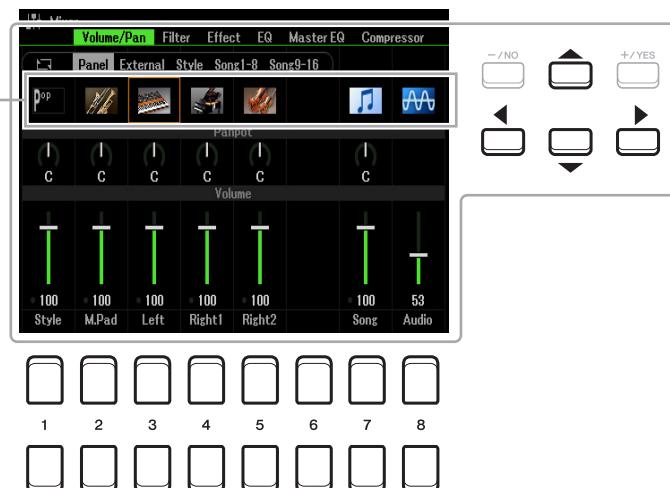 Mixer
Volume/Pan Filter Effect EQ Master EQ Compressor
Panel External Style Song1-8 Song9-16
Pop
Panpot
C C C C C C
Volume
100 100 100 100 100 100 53
Style M.Pad Left Right1 Right2 Song Audio
－/NO ＋/YES
1 2 3 4 5 6 7 8